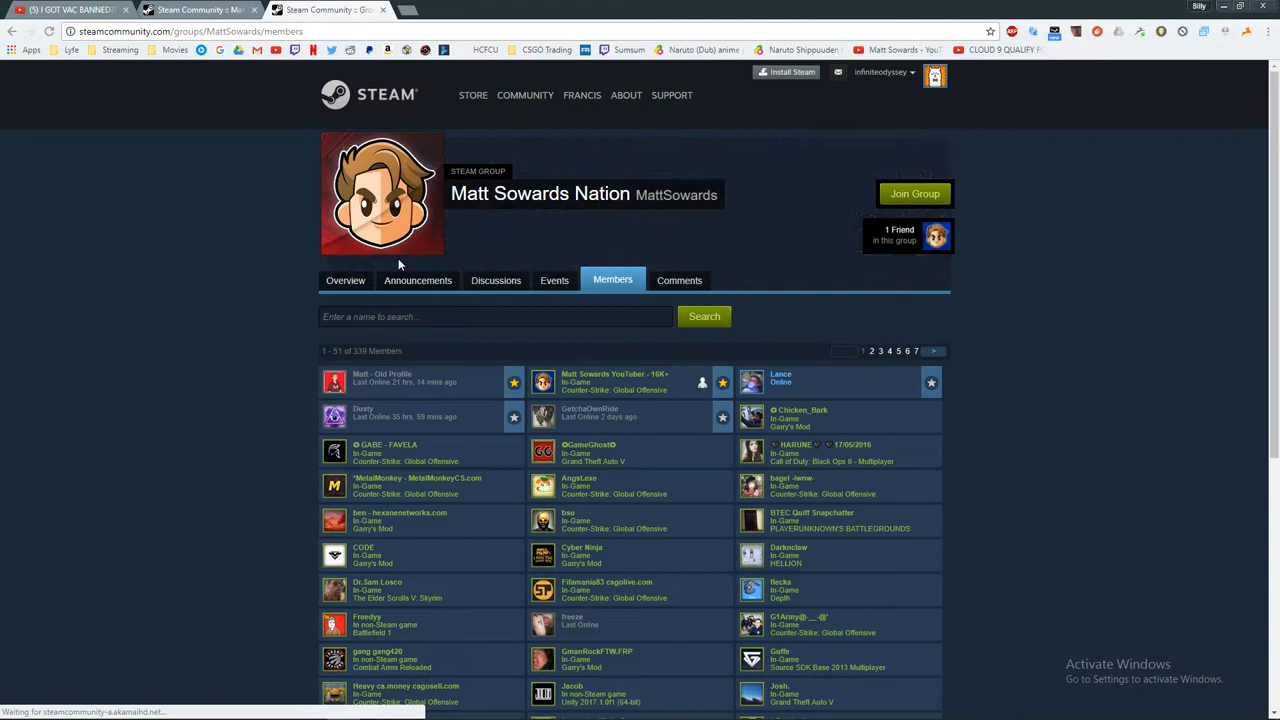 (5) I GOT VAC BANNED!
Steam Community :: Mat
Steam Community :: Gro
Billy
steamcommunity.com/groups/MattSowards/members
Apps
Lyfe
Streaming
Movies
HCFCU
CSGO Trading
Sumsum
Naruto (Dub) anime
Naruto Shippuuden
Matt Sowards - YouT
CLOUD 9 QUALIFY F
Install Steam
infiniteodyssey
STEAM
STORE
COMMUNITY
FRANCIS
ABOUT
SUPPORT
STEAM GROUP
Matt Sowards Nation MattSowards
Join Group
1 Friend
in this group
Overview
Announcements
Discussions
Events
Members
Comments
Enter a name to search...
Search
1 - 51 of 339 Members
1 2 3 4 5 6 7 >
Matt - Old Profile
Last Online 21 hrs, 14 mins ago
Matt Sowards YouTuber - 16K+
In-Game
Counter-Strike: Global Offensive
Lance
Online
Dusty
Last Online 35 hrs, 59 mins ago
GetchaOwnRide
Last Online 2 days ago
✪ Chicken_Bark
In-Game
Garry's Mod
✪ GABE - FAVELA
In-Game
Counter-Strike: Global Offensive
✪GameGhost✪
In-Game
Grand Theft Auto V
HARUNE 17/05/2016
In-Game
Call of Duty: Black Ops II - Multiplayer
*MetalMonkey - MetalMonkeyCS.com
In-Game
Counter-Strike: Global Offensive
Angst.exe
In-Game
Counter-Strike: Global Offensive
bagel -iwnw-
In-Game
Counter-Strike: Global Offensive
ben - hexanenetworks.com
In-Game
Garry's Mod
bsu
In-Game
Counter-Strike: Global Offensive
BTEC Quiff Snapchatter
In-Game
PLAYERUNKNOWN'S BATTLEGROUNDS
CODE
In-Game
Garry's Mod
Cyber Ninja
In-Game
Garry's Mod
Darknclaw
In-Game
HELLION
Dr.Sam Losco
In-Game
The Elder Scrolls V: Skyrim
Fifamania83 csgolive.com
In-Game
Counter-Strike: Global Offensive
flecka
In-Game
Depth
Freedyy
In non-Steam game
Battlefield 1
freeze
Last Online
G1Army@-__-@'
In-Game
Counter-Strike: Global Offensive
gang gang420
In non-Steam game
Combat Arms Reloaded
GmanRockFTW.FRP
In-Game
Garry's Mod
Guffe
In-Game
Source SDK Base 2013 Multiplayer
Heavy cs.money csgosell.com
In-Game
Counter-Strike: Global Offensive
Jacob
In non-Steam game
Unity 2017.1.0f1 (64-bit)
Josh.
In-Game
Grand Theft Auto V
Activate Windows
Go to Settings to activate Windows.
Waiting for steamcommunity-a.akamaihd.net...